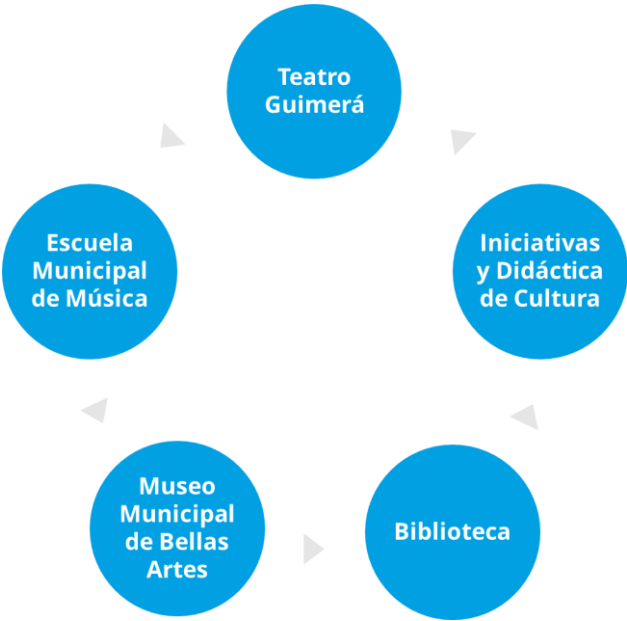 Teatro
Guimerá
Escuela
Municipal
de Música
Iniciativas
y Didáctica
de Cultura
Museo
Municipal
de Bellas
Artes
Biblioteca